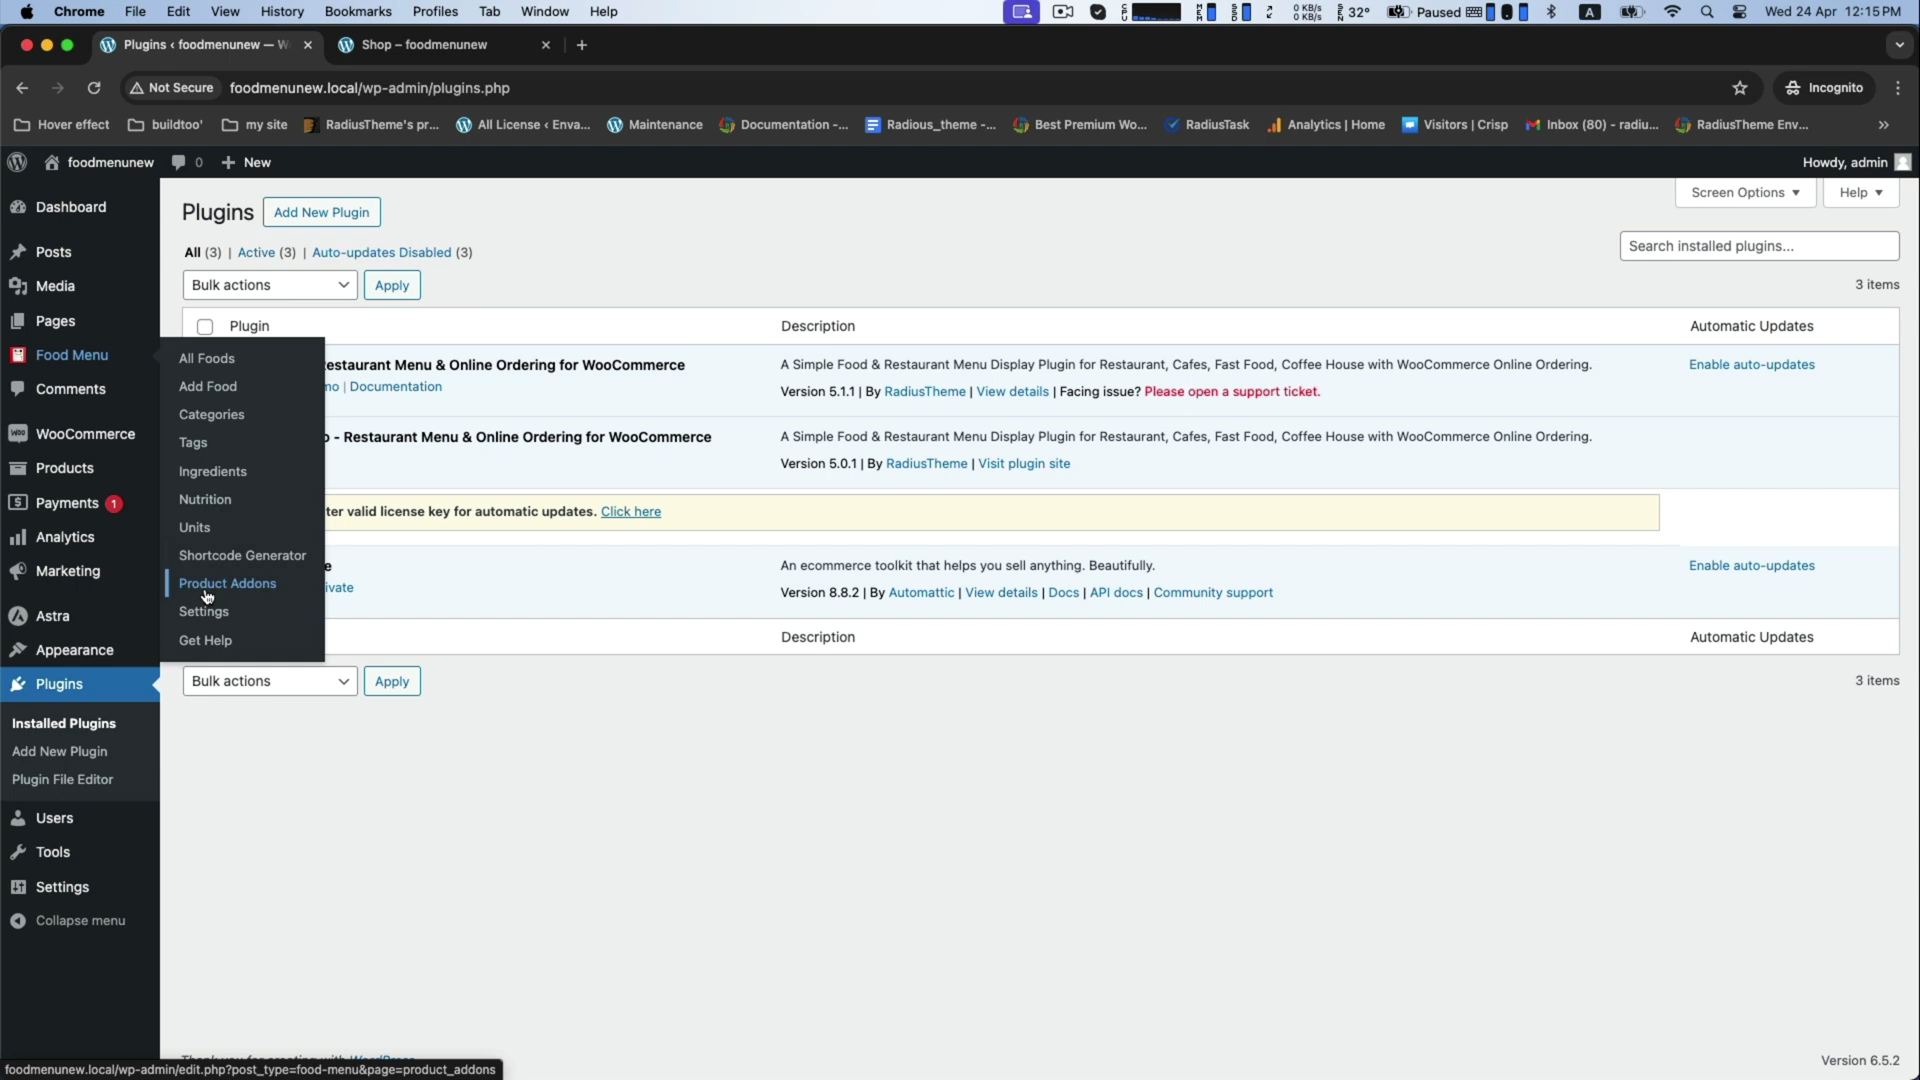 Chrome File Edit View History Bookmarks Profiles Tab Window Help 0 KB/s 0 KB/s 32° Paused A Wed 24 Apr 12:15 PM
Plugins ‹ foodmenunew — W
Shop – foodmenunew
Not Secure foodmenunew.local/wp-admin/plugins.php Incognito
Hover effect buildtoo' my site RadiusTheme's pr... All License ‹ Enva... Maintenance Documentation -... Radious_theme -... Best Premium Wo... RadiusTask Analytics | Home Visitors | Crisp Inbox (80) - radiu... RadiusTheme Env... »
foodmenunew 0 + New Howdy, admin
Dashboard
Posts
Media
Pages
Food Menu
Comments
WooCommerce
Products
Payments 1
Analytics
Marketing
Astra
Appearance
Plugins
Installed Plugins
Add New Plugin
Plugin File Editor
Users
Tools
Settings
Collapse menu
All Foods
Add Food
Categories
Tags
Ingredients
Nutrition
Units
Shortcode Generator
Product Addons
Settings
Get Help
Screen Options ▼ Help ▼
Plugins Add New Plugin
All (3) | Active (3) | Auto-updates Disabled (3)
Search installed plugins...
Bulk actions Apply 3 items
Plugin Description Automatic Updates
estaurant Menu & Online Ordering for WooCommerce
mo | Documentation
A Simple Food & Restaurant Menu Display Plugin for Restaurant, Cafes, Fast Food, Coffee House with WooCommerce Online Ordering.
Version 5.1.1 | By RadiusTheme | View details | Facing issue? Please open a support ticket.
Enable auto-updates
o - Restaurant Menu & Online Ordering for WooCommerce
A Simple Food & Restaurant Menu Display Plugin for Restaurant, Cafes, Fast Food, Coffee House with WooCommerce Online Ordering.
Version 5.0.1 | By RadiusTheme | Visit plugin site
ter valid license key for automatic updates. Click here
e
ivate
An ecommerce toolkit that helps you sell anything. Beautifully.
Version 8.8.2 | By Automattic | View details | Docs | API docs | Community support
Enable auto-updates
Description Automatic Updates
Bulk actions Apply 3 items
Version 6.5.2
foodmenunew.local/wp-admin/edit.php?post_type=food-menu&page=product_addons